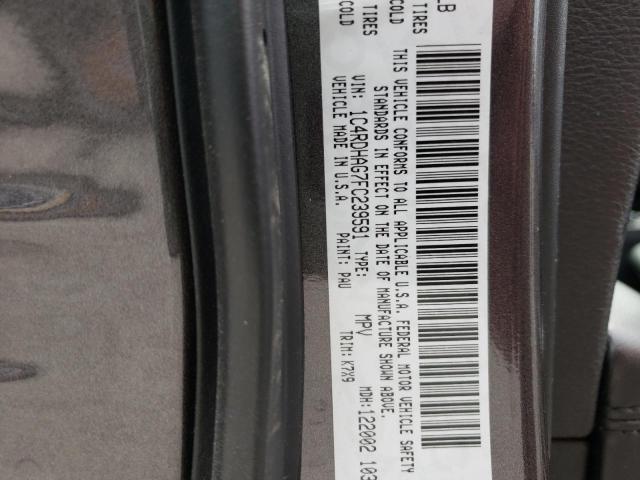 LB
TIRES
COLD
TIRES
COLD
THIS VEHICLE CONFORMS TO ALL APPLICABLE U.S.A. FEDERAL MOTOR VEHICLE SAFETY
STANDARDS IN EFFECT ON THE DATE OF MANUFACTURE SHOWN ABOVE.
VIN: 1C4RDHAG7FC239591 TYPE: MPV MDH:122002 103
VEHICLE MADE IN U.S.A. PAINT: PAU TRIM: K7X9